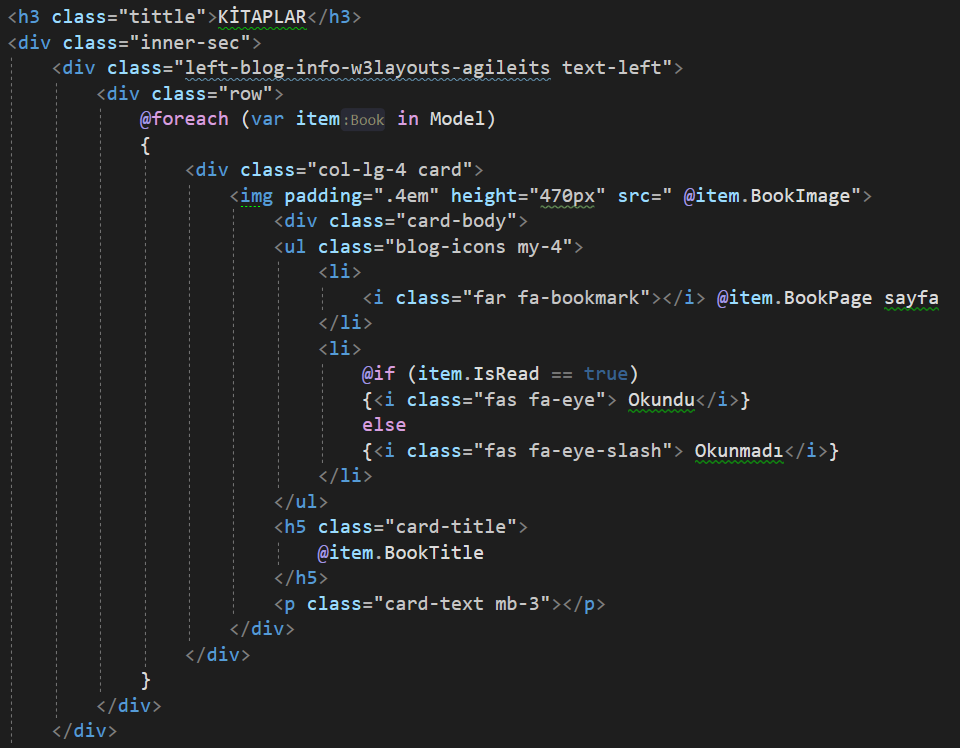 <h3 class="tittle">KİTAPLAR</h3>
<div class="inner-sec">
<div class="left-blog-info-w3layouts-agileits text-left">
<div class="row">
@foreach (var item:Book in Model)
{
<div class="col-lg-4 card">
<img padding=".4em" height="470px" src=" @item.BookImage">
<div class="card-body">
<ul class="blog-icons my-4">
<li>
<i class="far fa-bookmark"></i> @item.BookPage sayfa
</li>
<li>
@if (item.IsRead == true)
{<i class="fas fa-eye"> Okundu</i>}
else
{<i class="fas fa-eye-slash"> Okunmadı</i>}
</li>
</ul>
<h5 class="card-title">
@item.BookTitle
</h5>
<p class="card-text mb-3"></p>
</div>
</div>
}
</div>
</div>